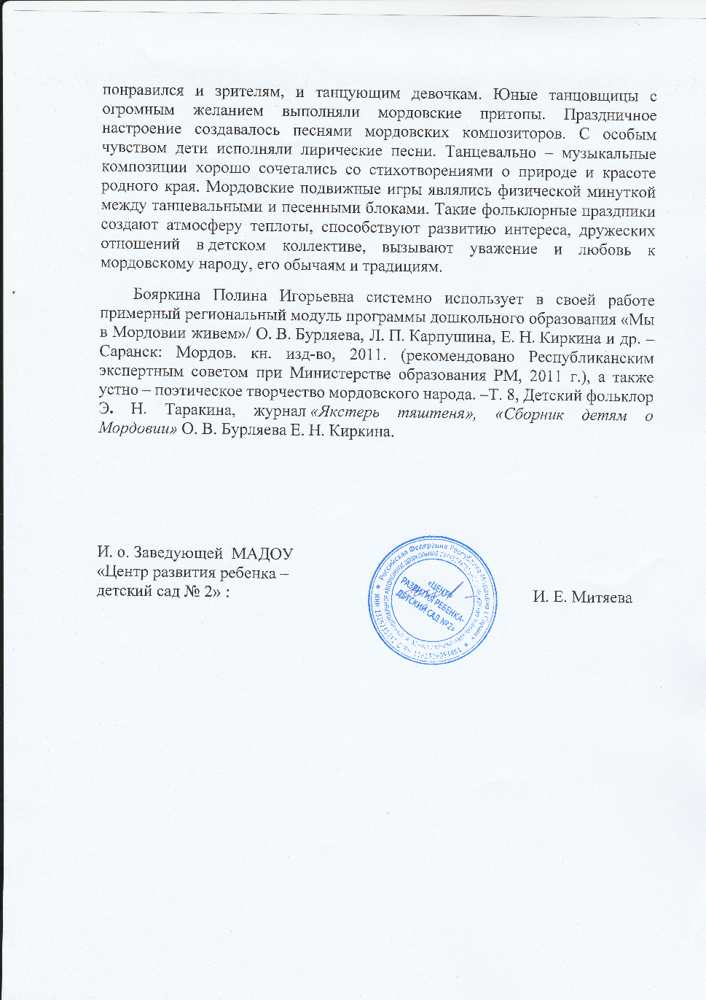 понравился и зрителям, и танцующим девочкам. Юные танцовщицы с
огромным желанием выполняли мордовские притопы. Праздничное
настроение создавалось песнями мордовских композиторов. С особым
чувством дети исполняли лирические песни. Танцевально – музыкальные
композиции хорошо сочетались со стихотворениями о природе и красоте
родного края. Мордовские подвижные игры являлись физической минуткой
между танцевальными и песенными блоками. Такие фольклорные праздники
создают атмосферу теплоты, способствуют развитию интереса, дружеских
отношений в детском коллективе, вызывают уважение и любовь к
мордовскому народу, его обычаям и традициям.
Бояркина Полина Игорьевна системно использует в своей работе
примерный региональный модуль программы дошкольного образования «Мы
в Мордовии живем»/ О. В. Бурляева, Л. П. Карпушина, Е. Н. Киркина и др. –
Саранск: Мордов. кн. изд-во, 2011. (рекомендовано Республиканским
экспертным советом при Министерстве образования РМ, 2011 г.), а также
устно – поэтическое творчество мордовского народа. –Т. 8, Детский фольклор
Э. Н. Таракина, журнал «Якстерь тяштеня», «Сборник детям о
Мордовии» О. В. Бурляева Е. Н. Киркина.
И. о. Заведующей МАДОУ
«Центр развития ребенка –
детский сад № 2» :
Российская Федерация Республика Мордовия
«ЦЕНТР
РАЗВИТИЯ РЕБЕНКА-
ДЕТСКИЙ САД №2»
И. Е. Митяева